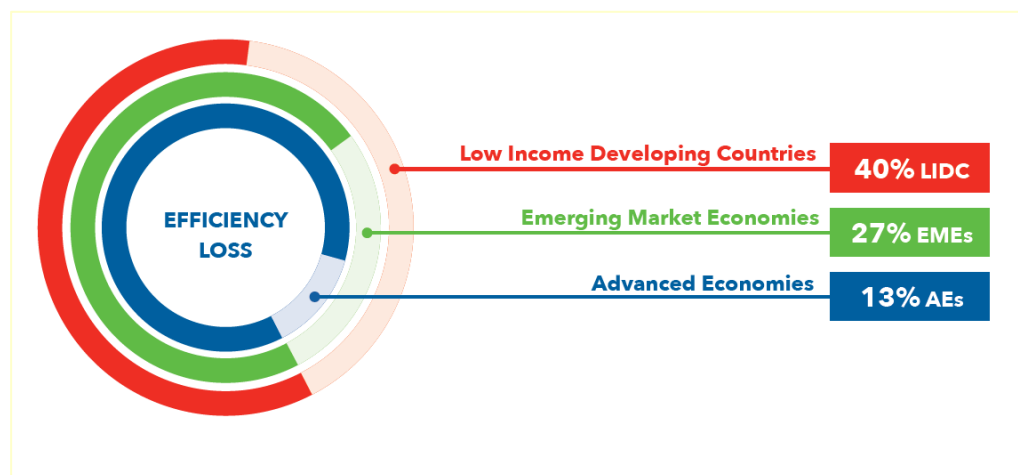 EFFICIENCY
LOSS
Low Income Developing Countries
40% LIDC
Emerging Market Economies
27% EMEs
Advanced Economies
13% AEs